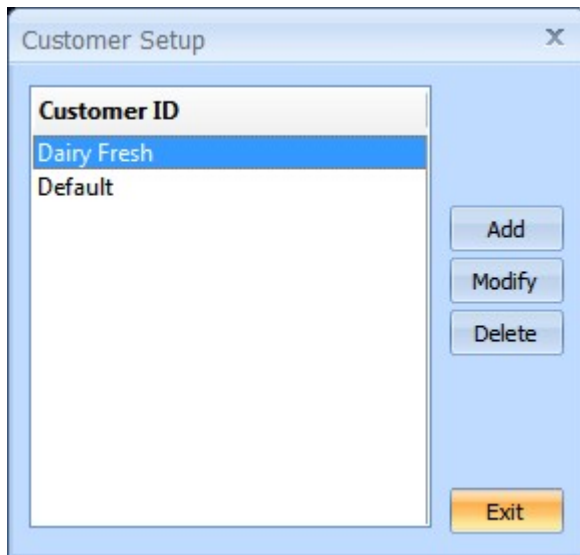 Customer Setup
Customer ID
Dairy Fresh
Default
Add
Modify
Delete
Exit